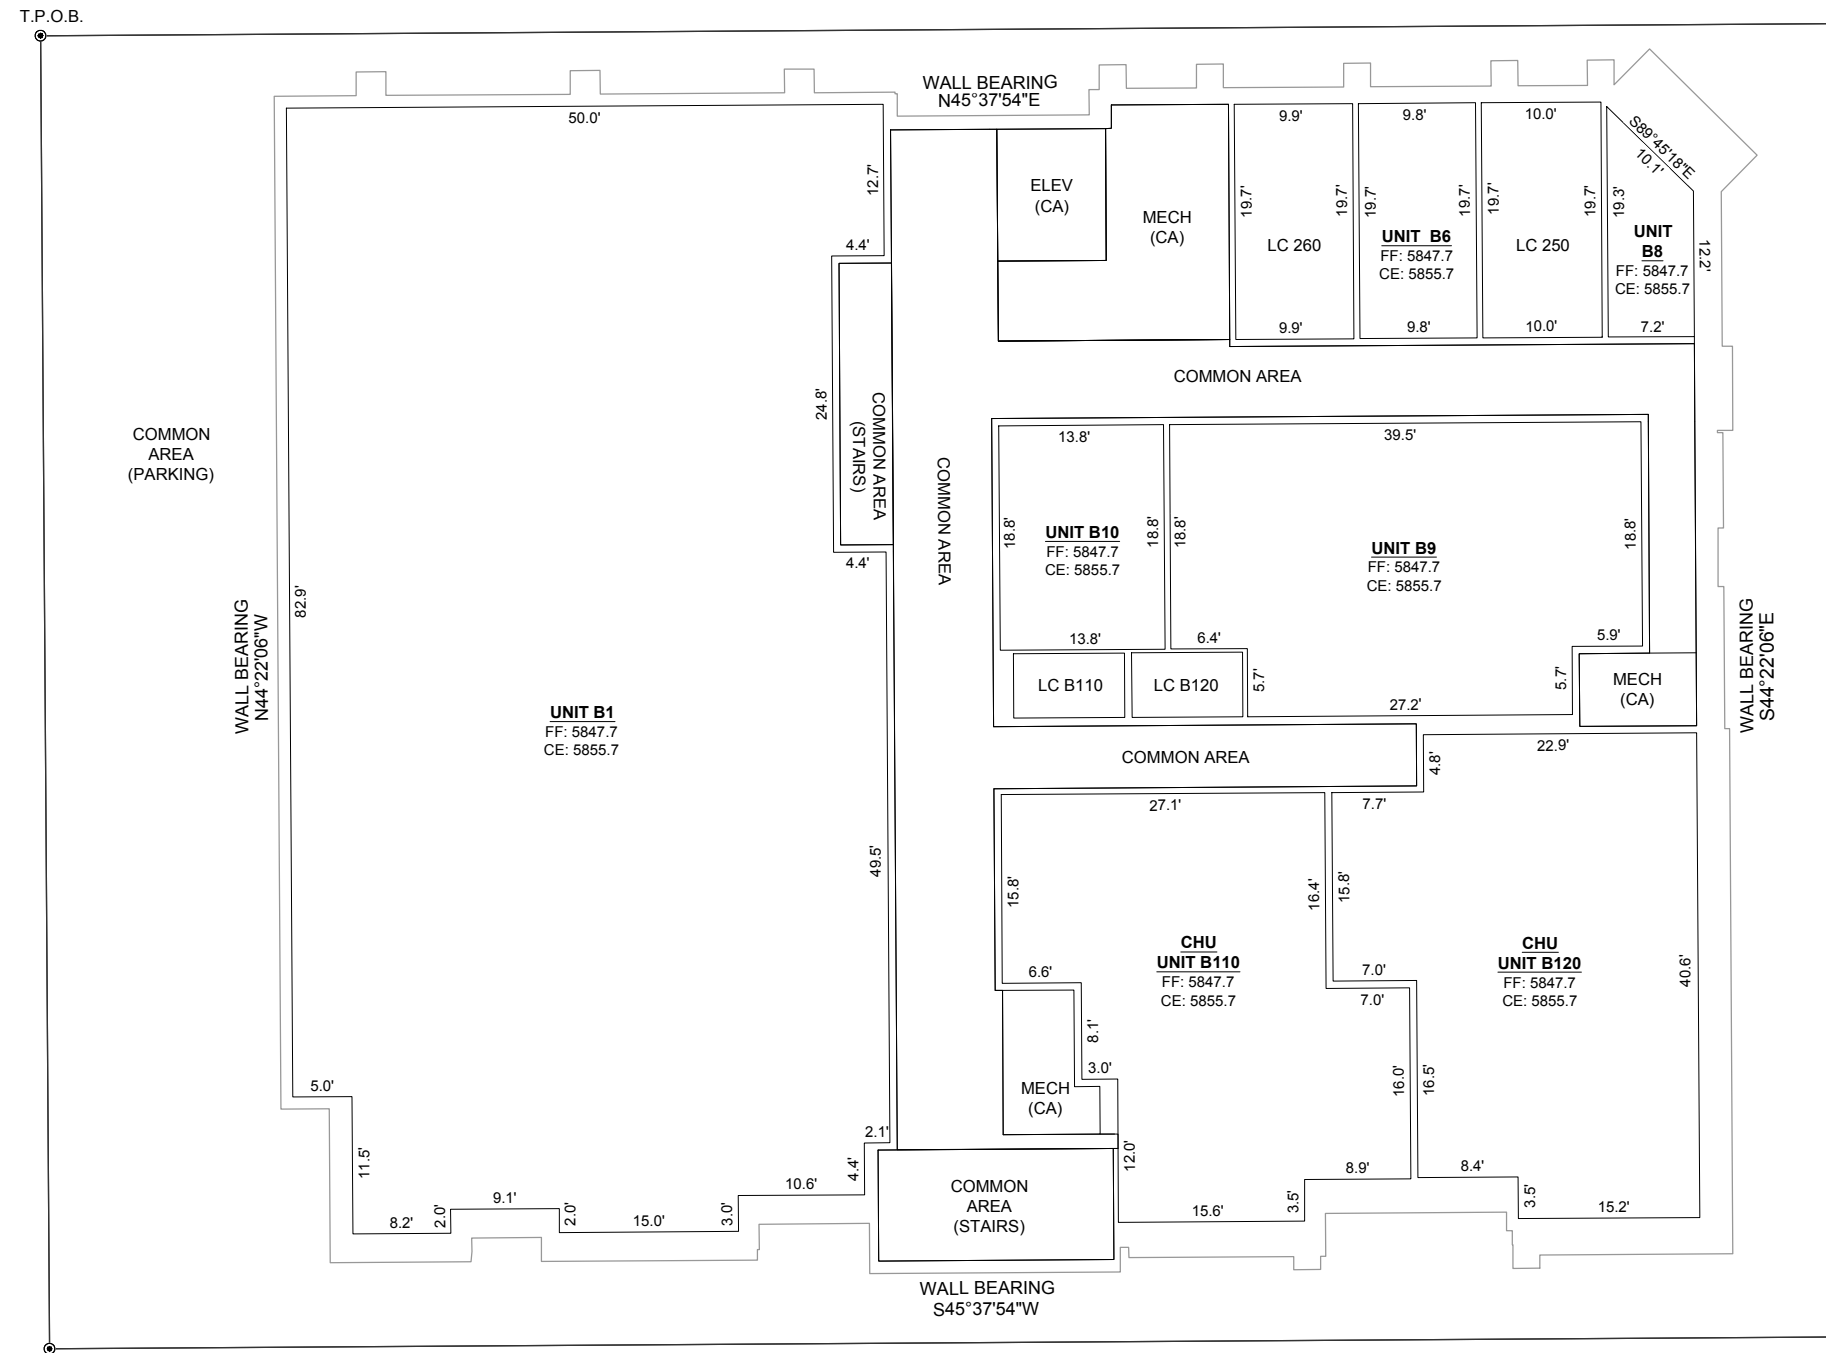 T.P.O.B.
WALL BEARING
N45°37'54"E
50.0'
12.7'
4.4'
24.8'
4.4'
COMMON AREA
(STAIRS)
COMMON
AREA
(PARKING)
WALL BEARING
N44°22'06"W
82.9'
UNIT B1
FF: 5847.7
CE: 5855.7
49.5'
5.0'
11.5'
8.2'
2.0'
9.1'
2.0'
15.0'
3.0'
10.6'
4.4'
2.1'
COMMON AREA
ELEV
(CA)
MECH
(CA)
9.9'
19.7'
19.7'
LC 260
9.9'
9.8'
19.7'
19.7'
UNIT B6
FF: 5847.7
CE: 5855.7
9.8'
10.0'
19.7'
19.7'
LC 250
10.0'
S89°45'18"E
10.1'
19.3'
UNIT
B8
FF: 5847.7
CE: 5855.7
12.2'
7.2'
COMMON AREA
13.8'
18.8'
18.8'
UNIT B10
FF: 5847.7
CE: 5855.7
13.8'
39.5'
18.8'
18.8'
UNIT B9
FF: 5847.7
CE: 5855.7
6.4'
5.7'
27.2'
5.7'
5.9'
LC B110
LC B120
MECH
(CA)
WALL BEARING
S44°22'06"E
COMMON AREA
22.9'
4.8'
7.7'
27.1'
15.8'
16.4'
15.8'
CHU
UNIT B110
FF: 5847.7
CE: 5855.7
6.6'
8.1'
3.0'
MECH
(CA)
7.0'
7.0'
CHU
UNIT B120
FF: 5847.7
CE: 5855.7
40.6'
16.0'
16.5'
12.0'
8.9'
3.5'
15.6'
8.4'
3.5'
15.2'
COMMON
AREA
(STAIRS)
WALL BEARING
S45°37'54"W